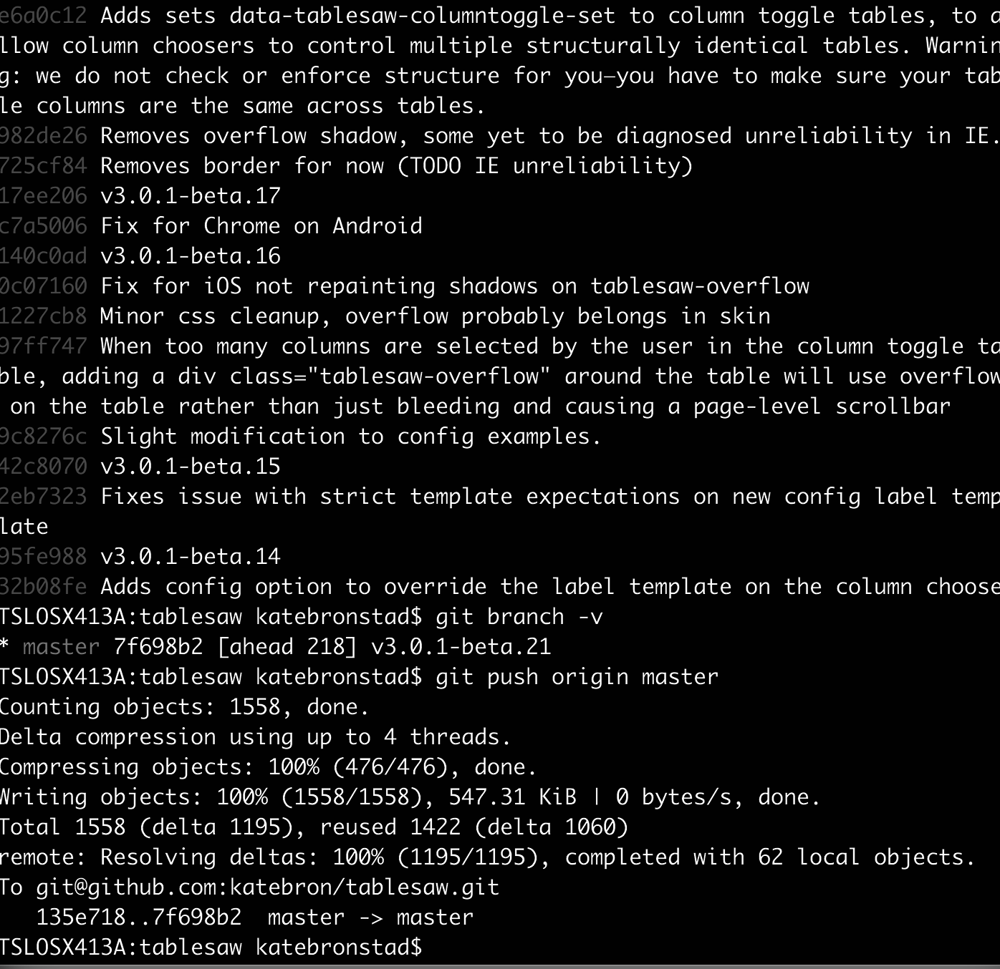 e6a0c12 Adds sets data-tablesaw-columntoggle-set to column toggle tables, to a
llow column choosers to control multiple structurally identical tables. Warnin
g: we do not check or enforce structure for you—you have to make sure your tab
le columns are the same across tables.
982de26 Removes overflow shadow, some yet to be diagnosed unreliability in IE.
725cf84 Removes border for now (TODO IE unreliability)
17ee206 v3.0.1-beta.17
c7a5006 Fix for Chrome on Android
140c0ad v3.0.1-beta.16
0c07160 Fix for iOS not repainting shadows on tablesaw-overflow
1227cb8 Minor css cleanup, overflow probably belongs in skin
97ff747 When too many columns are selected by the user in the column toggle ta
ble, adding a div class="tablesaw-overflow" around the table will use overflow
on the table rather than just bleeding and causing a page-level scrollbar
9c8276c Slight modification to config examples.
42c8070 v3.0.1-beta.15
2eb7323 Fixes issue with strict template expectations on new config label temp
late
95fe988 v3.0.1-beta.14
32b08fe Adds config option to override the label template on the column choose
TSLOSX413A:tablesaw katebronstad$ git branch -v
* master 7f698b2 [ahead 218] v3.0.1-beta.21
TSLOSX413A:tablesaw katebronstad$ git push origin master
Counting objects: 1558, done.
Delta compression using up to 4 threads.
Compressing objects: 100% (476/476), done.
Writing objects: 100% (1558/1558), 547.31 KiB | 0 bytes/s, done.
Total 1558 (delta 1195), reused 1422 (delta 1060)
remote: Resolving deltas: 100% (1195/1195), completed with 62 local objects.
To git@github.com:katebron/tablesaw.git
135e718..7f698b2  master -> master
TSLOSX413A:tablesaw katebronstad$